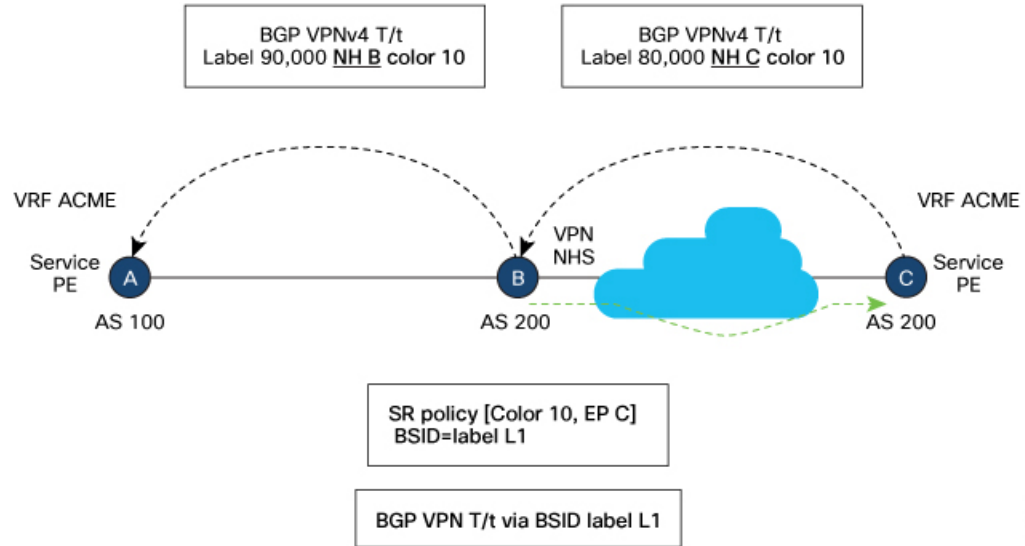 BGP VPNv4 T/t
Label 90,000 NH B color 10
BGP VPNv4 T/t
Label 80,000 NH C color 10
VRF ACME
VRF ACME
Service
PE
A
B
VPN
NHS
C
Service
PE
AS 100
AS 200
AS 200
SR policy [Color 10, EP C]
BSID=label L1
BGP VPN T/t via BSID label L1